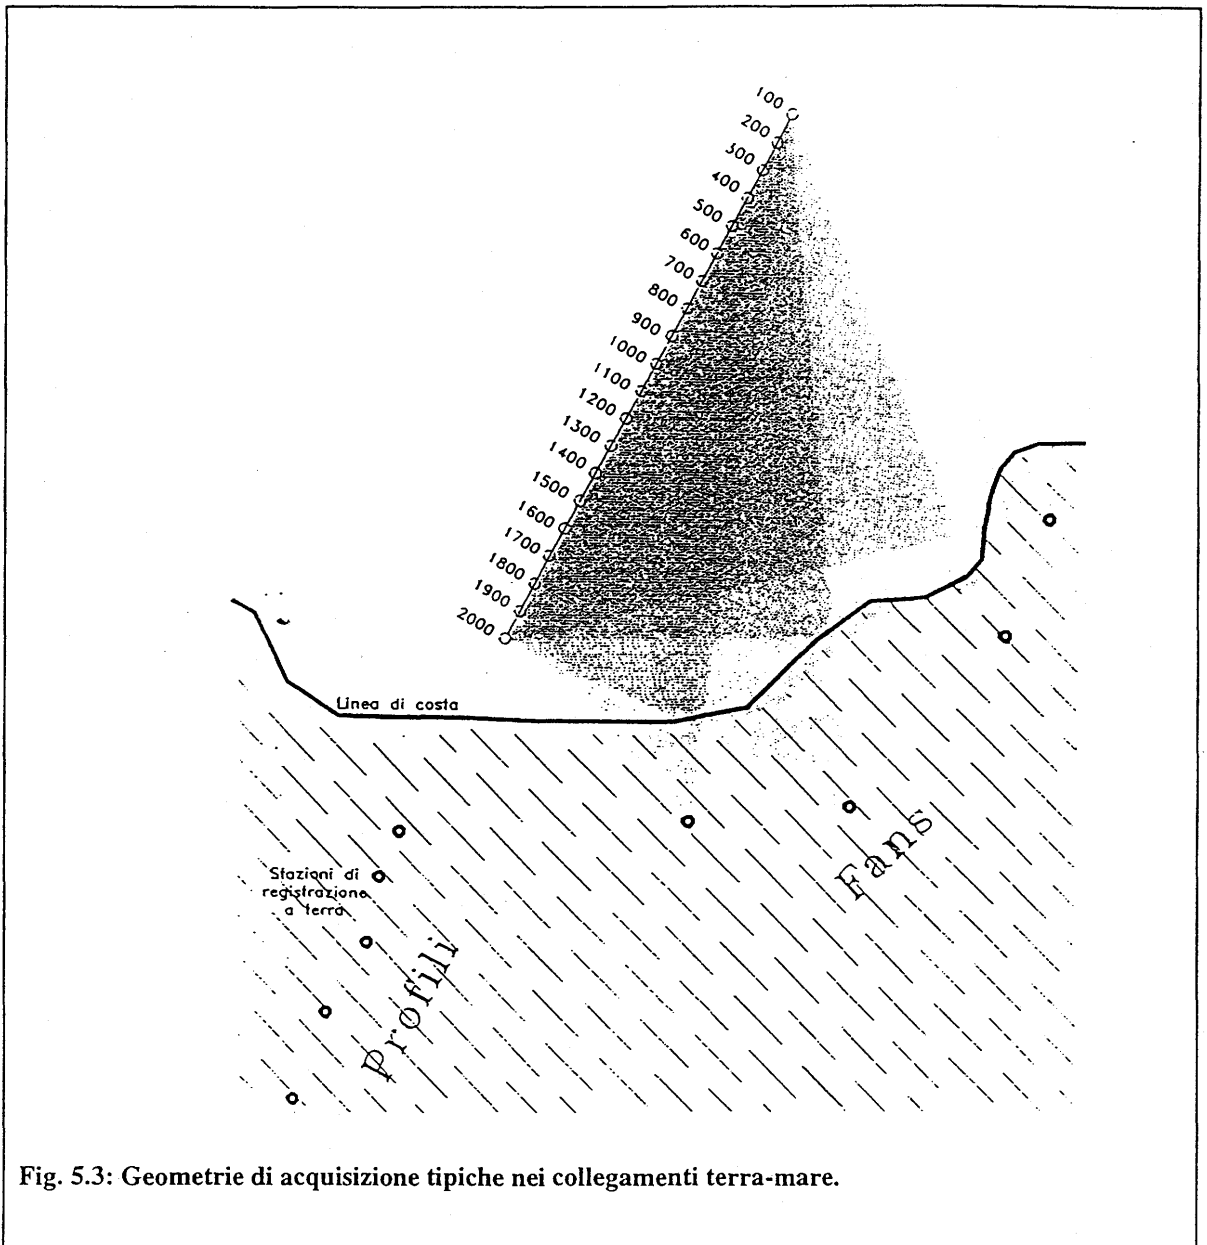 100
200
300
400
500
600
700
800
900
1000
1100
1200
1300
1400
1500
1600
1700
1800
1900
2000
Linea di costa
Stazioni di
registrazione
a terra
Profili
Fans
Fig. 5.3: Geometrie di acquisizione tipiche nei collegamenti terra-mare.